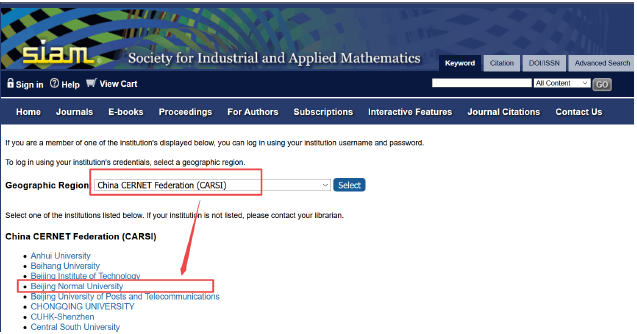 siam Society for Industrial and Applied Mathematics
Keyword Citation DOI/ISSN Advanced Search
Sign in Help View Cart All Content GO
Home Journals E-books Proceedings For Authors Subscriptions Interactive Features Journal Citations Contact Us
If you are a member of one of the institution's displayed below, you can log in using your institution username and password.
To log in using your institution's credentials, select a geographic region.
Geographic Region China CERNET Federation (CARSI) Select
Select one of the institutions listed below. If your institution is not listed, please contact your librarian.
China CERNET Federation (CARSI)
Anhui University
Beihang University
Beijing Institute of Technology
Beijing Normal University
Beijing University of Posts and Telecommunications
CHONGQING UNIVERSITY
CUHK-Shenzhen
Central South University